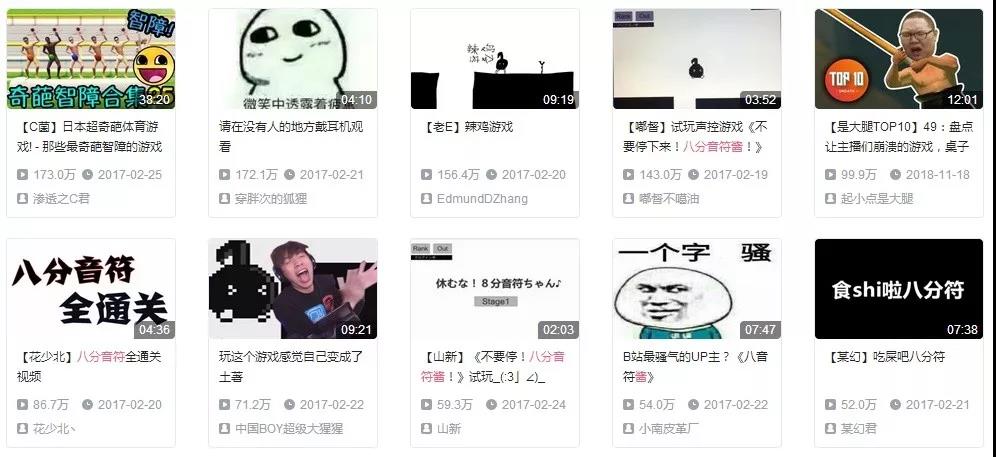 智障!
奇葩智障合集25
38:20
【C菌】日本超奇葩体育游
戏! - 那些最奇葩智障的游戏
173.0万 2017-02-25
渗透之C君
微笑中透露着疲惫
04:10
请在没有人的地方戴耳机观
看
172.1万 2017-02-21
穿胖次的狐狸
辣鸡
游戏
09:19
【老E】辣鸡游戏
156.4万 2017-02-20
EdmundDZhang
Rank Out
03:52
【嘟督】试玩声控游戏《不
要停下来！八分音符酱！》
143.0万 2017-02-19
嘟督不噎油
TOP 10
12:01
【是大腿TOP10】49：盘点
让主播们崩溃的游戏，桌子
99.9万 2018-11-18
起小点是大腿
八分音符
全通关
04:36
【花少北】八分音符全通关
视频
86.7万 2017-02-20
花少北丶
09:21
玩这个游戏感觉自己变成了
土著
71.2万 2017-02-22
中国BOY超级大猩猩
Rank Out
休むな！８分音符ちゃん♪
Stage1
02:03
【山新】《不要停！八分音
符酱！》试玩_(:3」∠)_
59.3万 2017-02-24
山新
一个字 骚
07:47
B站最骚气的UP主？《八音
符酱》
54.0万 2017-02-22
小南皮革厂
食shi啦八分符
07:38
【某幻】吃屎吧八分符
52.0万 2017-02-21
某幻君